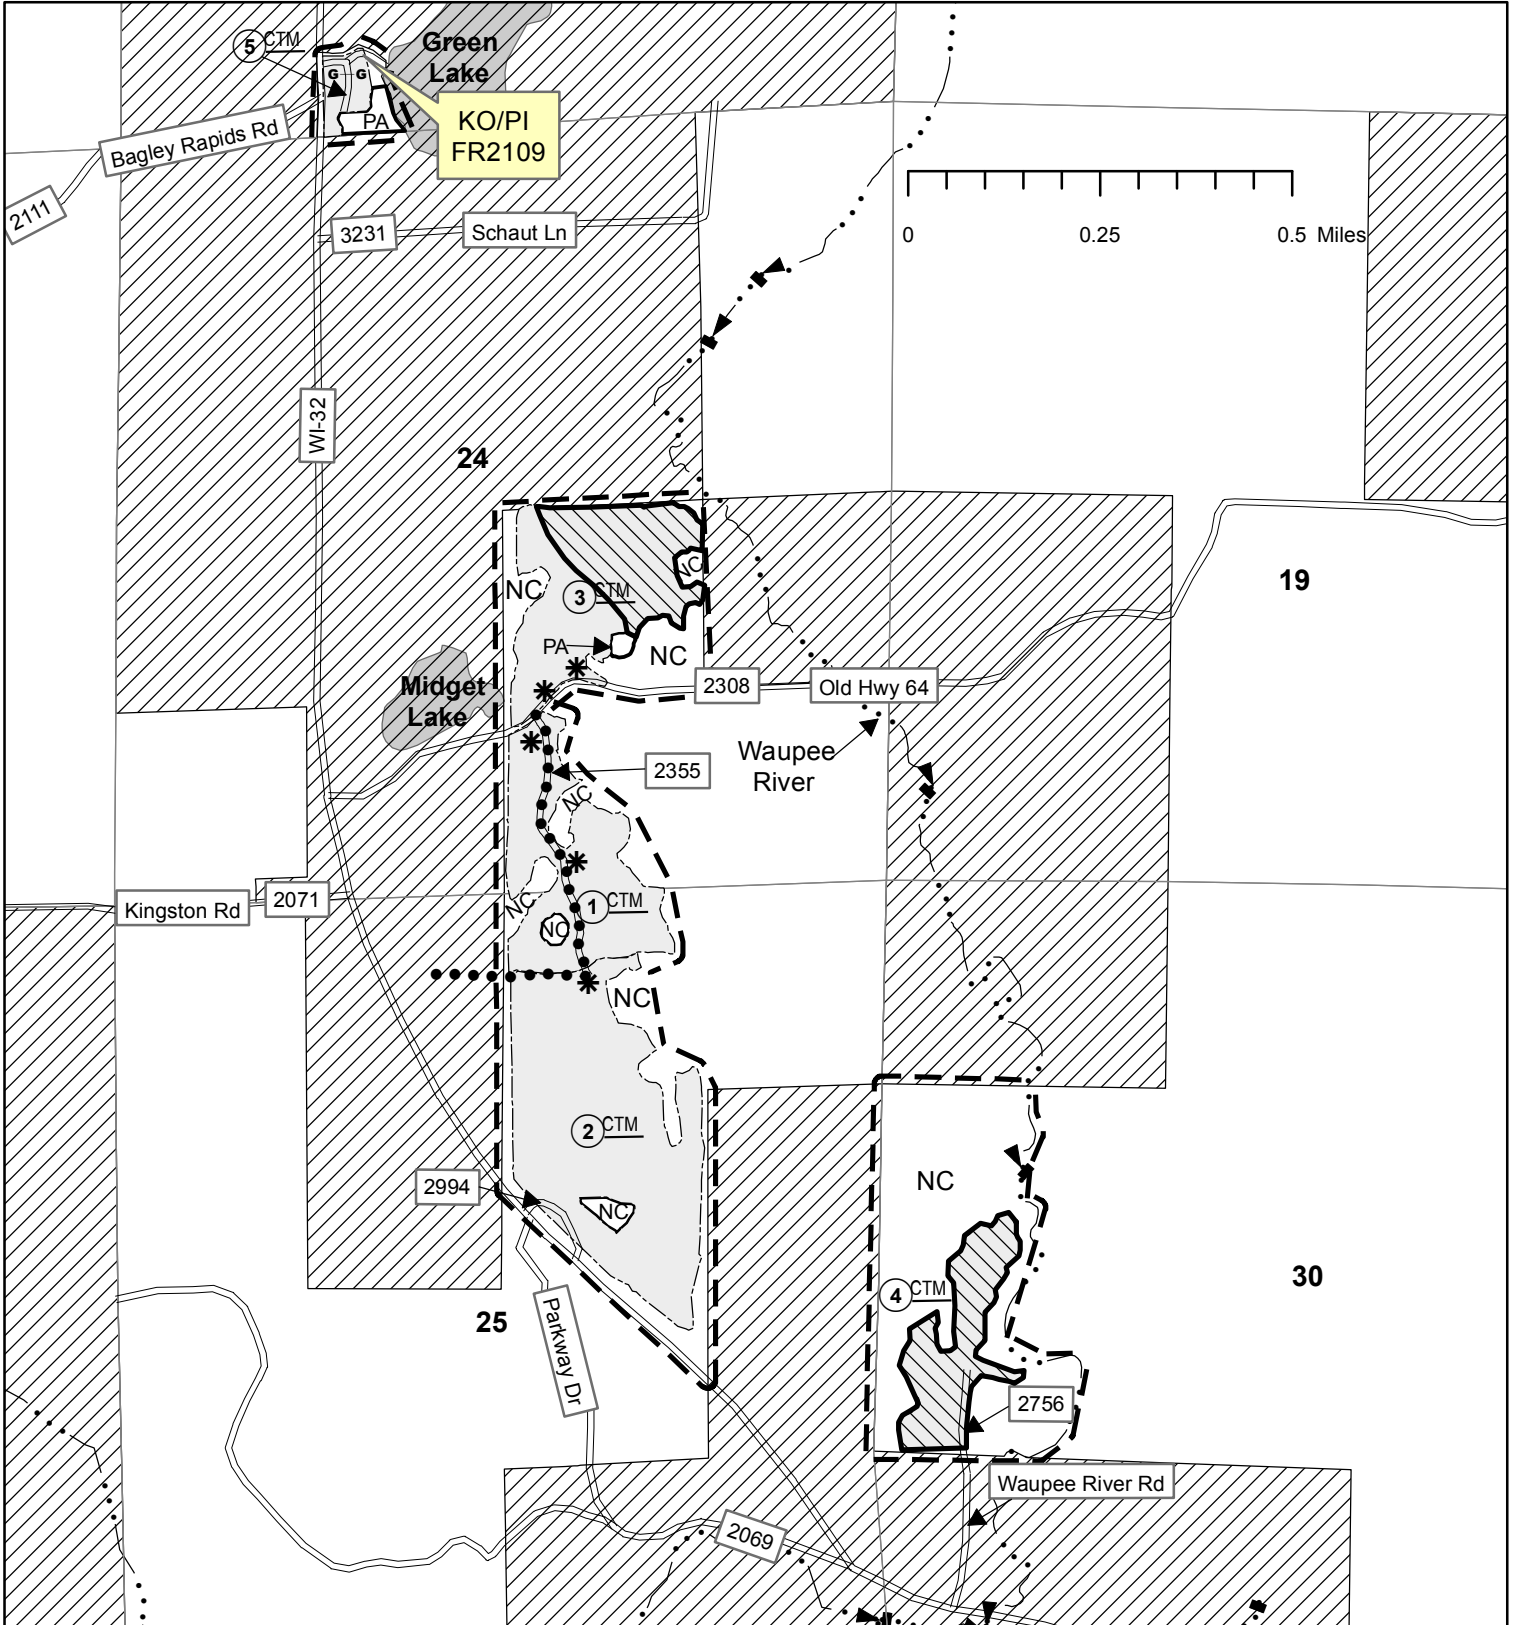 5 CTM
Green
Lake
G G
PA
KO/PI
FR2109
Bagley Rapids Rd
2111
3231
Schaut Ln
0 0.25 0.5 Miles
WI-32
24
NC
NC
3 CTM
19
PA
NC
Midget
Lake
2308
Old Hwy 64
Waupee
River
2355
NC
Kingston Rd
2071
NC
1 CTM
NC
NC
2 CTM
2994
NC
NC
4 CTM
30
25
Parkway Dr
2756
Waupee River Rd
2069